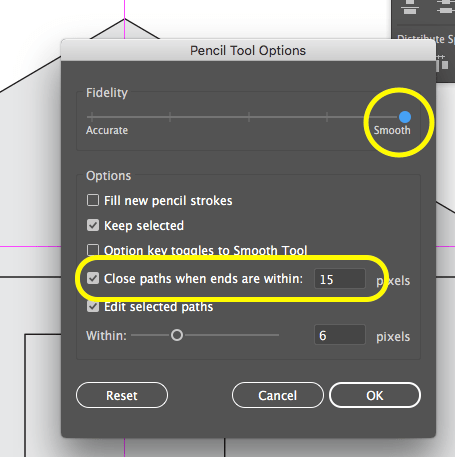 Distribute Sp
Pencil Tool Options
Fidelity
Accurate
Smooth
Options
Fill new pencil strokes
Keep selected
Option key toggles to Smooth Tool
Close paths when ends are within: 15 pixels
Edit selected paths
Within: 6 pixels
Reset Cancel OK